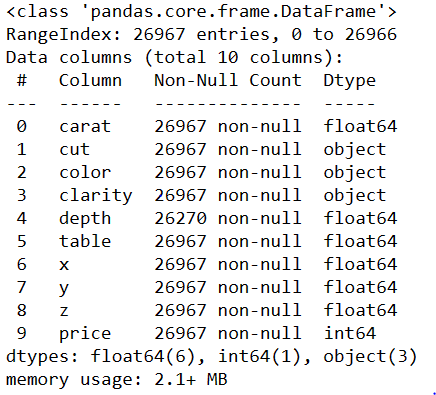 <class 'pandas.core.frame.DataFrame'>
RangeIndex: 26967 entries, 0 to 26966
Data columns (total 10 columns):
 #   Column   Non-Null Count  Dtype
---  ------   --------------  -----
 0   carat    26967 non-null  float64
 1   cut      26967 non-null  object
 2   color    26967 non-null  object
 3   clarity  26967 non-null  object
 4   depth    26270 non-null  float64
 5   table    26967 non-null  float64
 6   x        26967 non-null  float64
 7   y        26967 non-null  float64
 8   z        26967 non-null  float64
 9   price    26967 non-null  int64
dtypes: float64(6), int64(1), object(3)
memory usage: 2.1+ MB